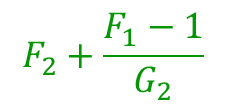 F₂ + (F₁ − 1)/G₂